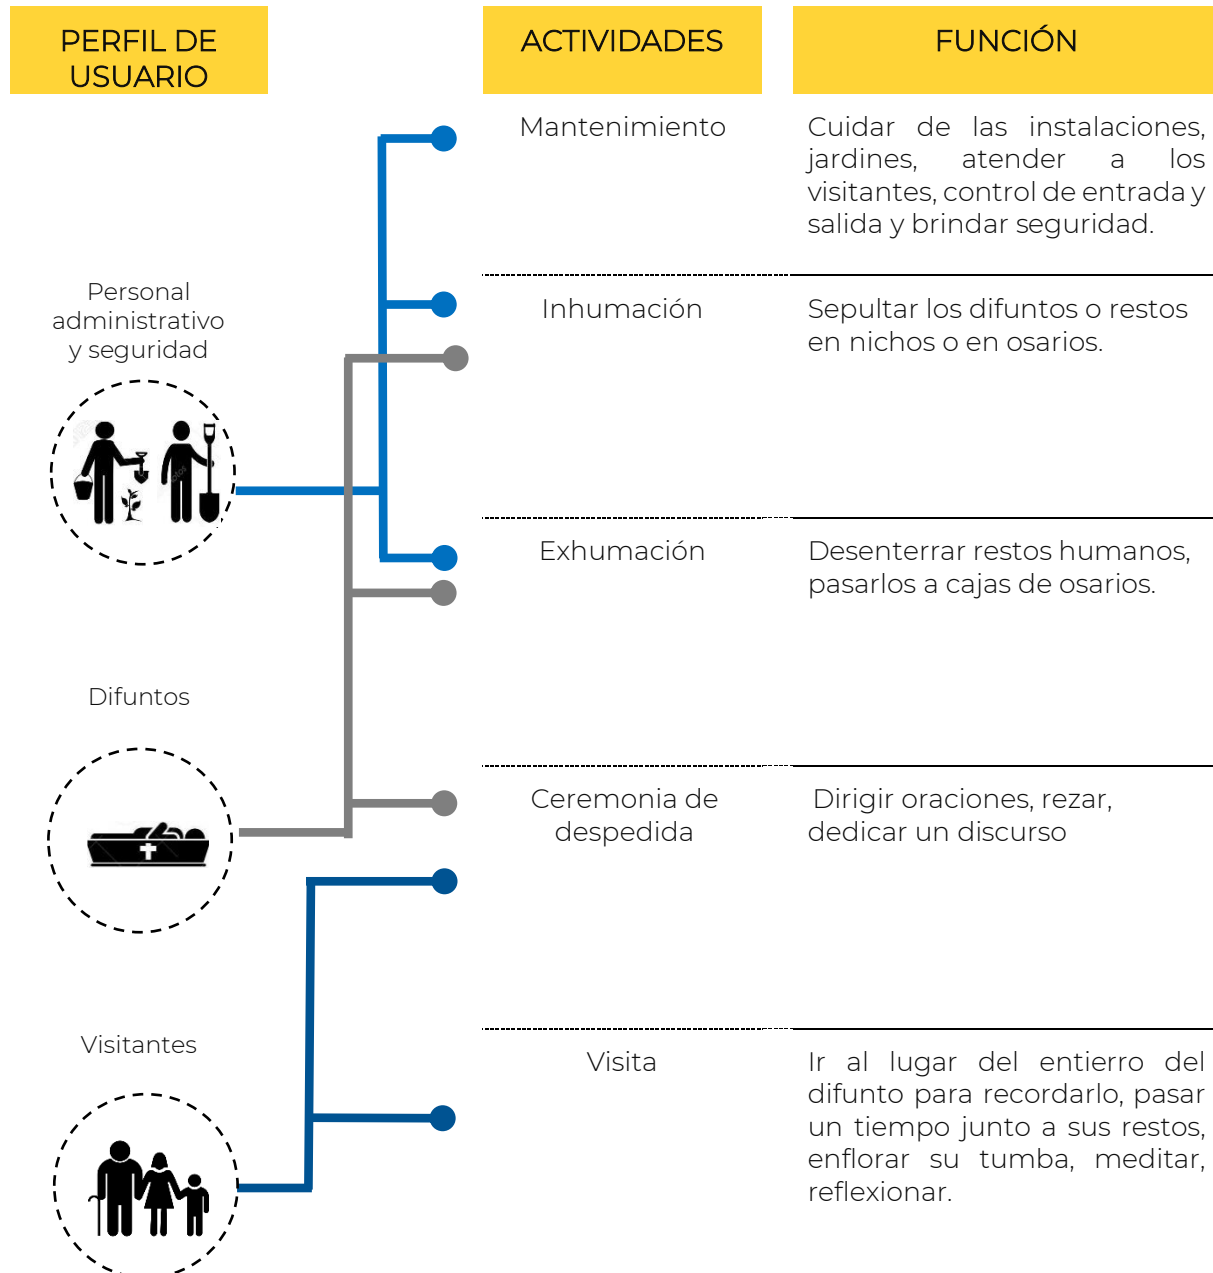 PERFIL DE
USUARIO
ACTIVIDADES
FUNCIÓN
Personal
administrativo
y seguridad
Difuntos
Visitantes
Mantenimiento
Cuidar de las instalaciones,
jardines, atender a los
visitantes, control de entrada y
salida y brindar seguridad.
Inhumación
Sepultar los difuntos o restos
en nichos o en osarios.
Exhumación
Desenterrar restos humanos,
pasarlos a cajas de osarios.
Ceremonia de
despedida
Dirigir oraciones, rezar,
dedicar un discurso
Visita
Ir al lugar del entierro del
difunto para recordarlo, pasar
un tiempo junto a sus restos,
enflorar su tumba, meditar,
reflexionar.